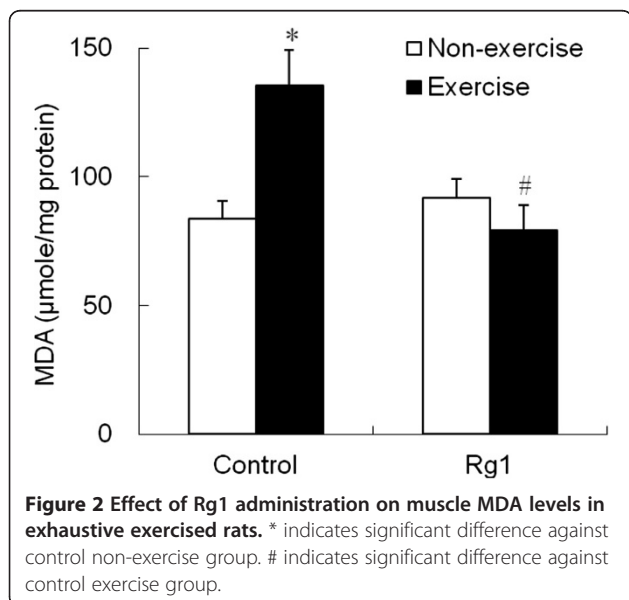 150
100
50
0
MDA (µmole/mg protein)
*
#
Non-exercise
Exercise
Control
Rg1
Figure 2 Effect of Rg1 administration on muscle MDA levels in
exhaustive exercised rats. * indicates significant difference against
control non-exercise group. # indicates significant difference against
control exercise group.